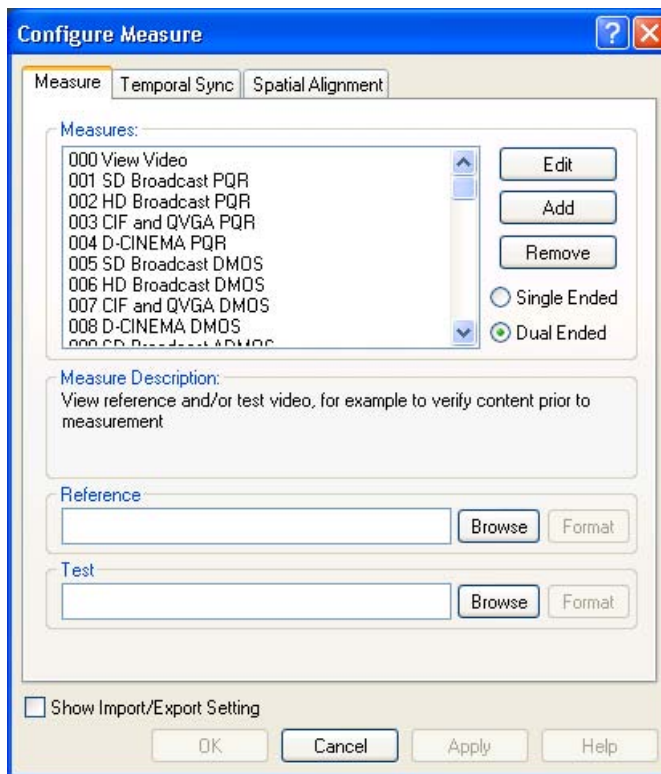 Configure Measure
Measure
Temporal Sync
Spatial Alignment
Measures:
000 View Video
001 SD Broadcast PQR
002 HD Broadcast PQR
003 CIF and QVGA PQR
004 D-CINEMA PQR
005 SD Broadcast DMOS
006 HD Broadcast DMOS
007 CIF and QVGA DMOS
008 D-CINEMA DMOS
009 SD Broadcast ADMOS
Edit
Add
Remove
Single Ended
Dual Ended
Measure Description:
View reference and/or test video, for example to verify content prior to
measurement
Reference
Browse
Format
Test
Browse
Format
Show Import/Export Setting
OK
Cancel
Apply
Help